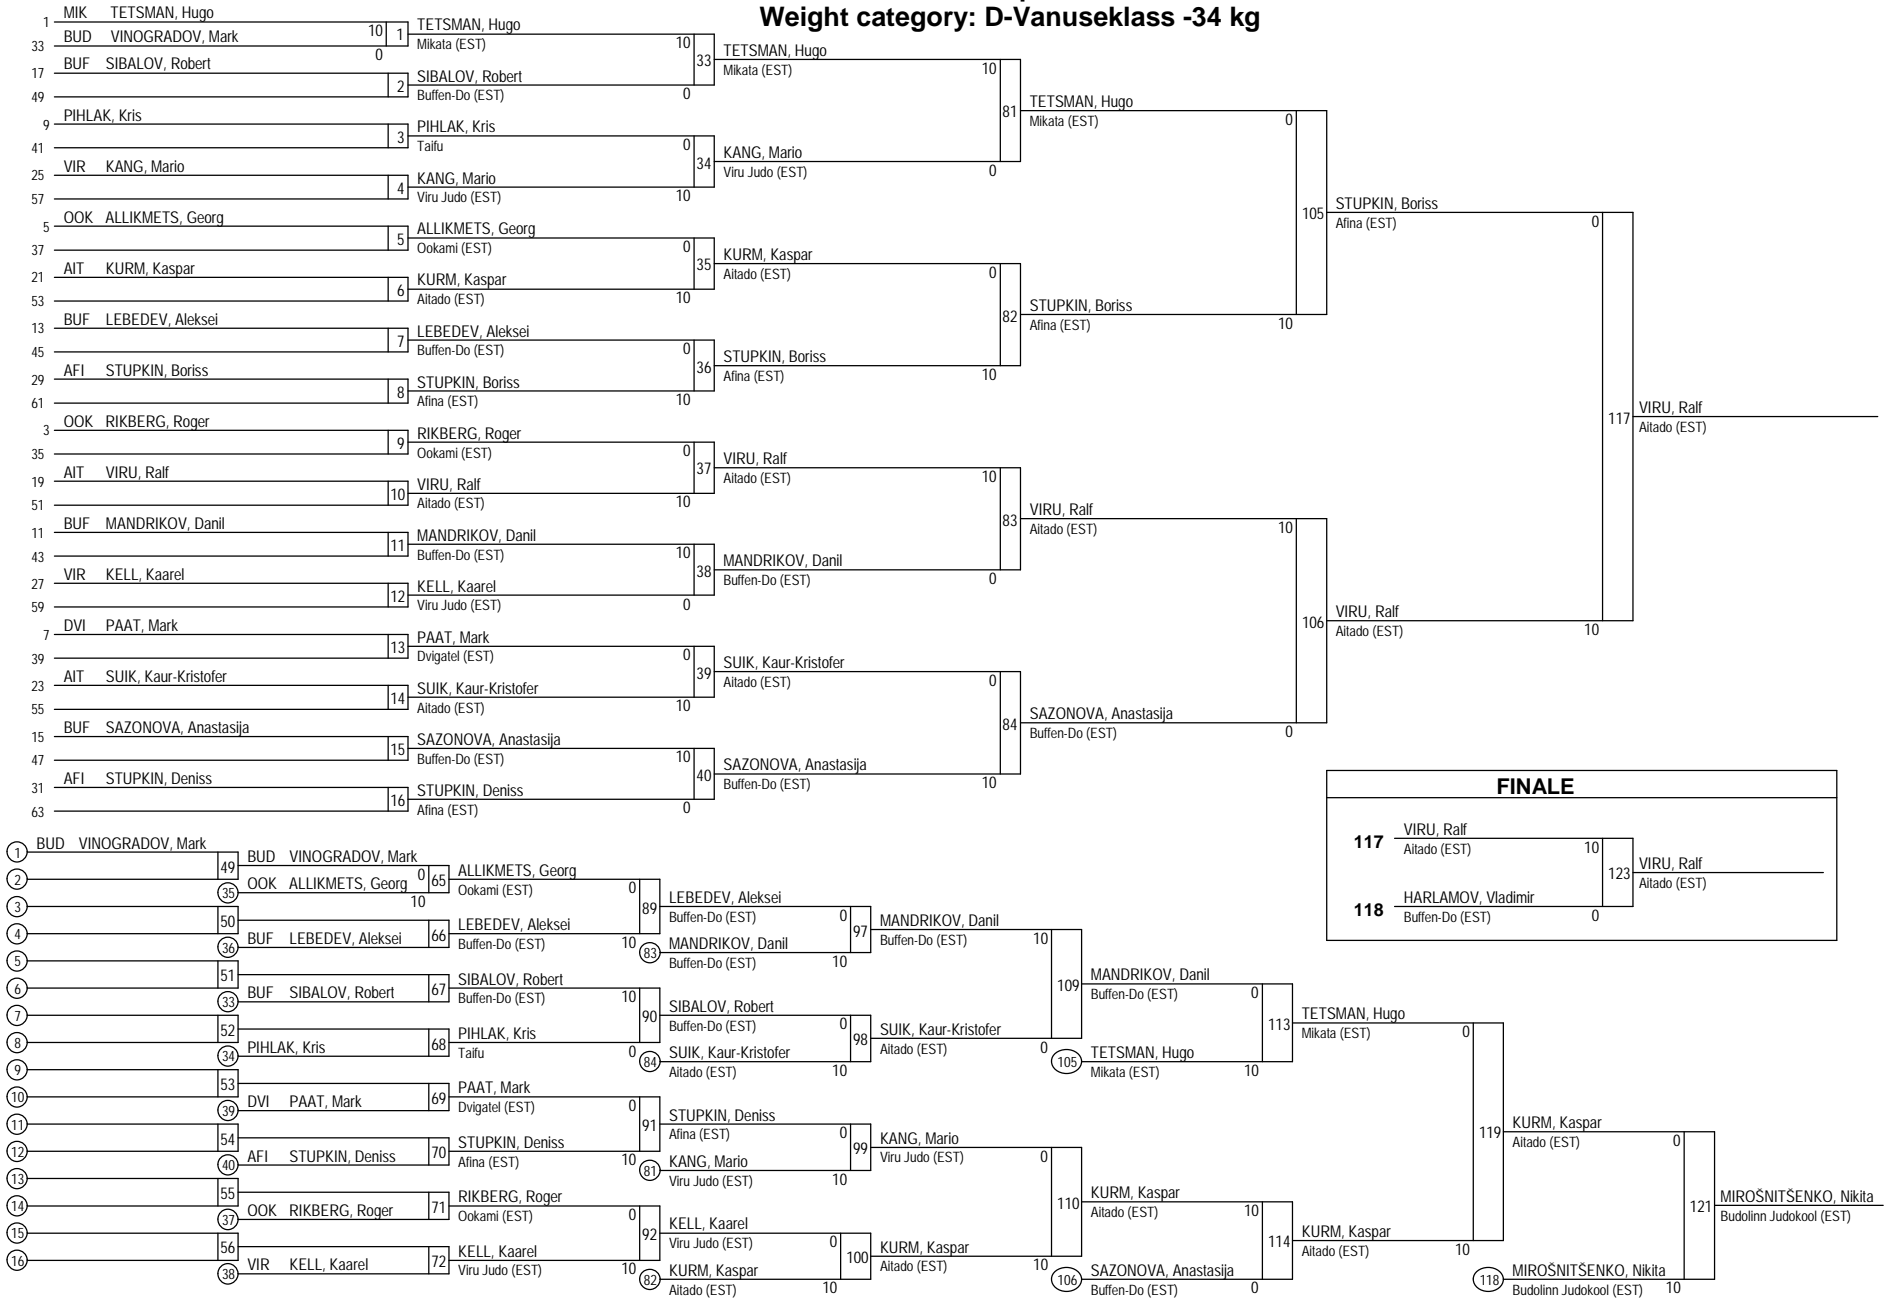 Weight category: D-Vanuseklass -34 kg
1 MIK TETSMAN, Hugo 10
33 BUD VINOGRADOV, Mark 0
1 TETSMAN, Hugo 10
Mikata (EST)
17 BUF SIBALOV, Robert
49
2 SIBALOV, Robert 0
Buffen-Do (EST)
33 TETSMAN, Hugo 10
Mikata (EST)
9 PIHLAK, Kris
41
3 PIHLAK, Kris 0
Taifu
25 VIR KANG, Mario
57
4 KANG, Mario 10
Viru Judo (EST)
34 KANG, Mario 0
Viru Judo (EST)
81 TETSMAN, Hugo 0
Mikata (EST)
5 OOK ALLIKMETS, Georg
37
5 ALLIKMETS, Georg 0
Ookami (EST)
21 AIT KURM, Kaspar
53
6 KURM, Kaspar 10
Aitado (EST)
35 KURM, Kaspar 0
Aitado (EST)
13 BUF LEBEDEV, Aleksei
45
7 LEBEDEV, Aleksei 0
Buffen-Do (EST)
29 AFI STUPKIN, Boriss
61
8 STUPKIN, Boriss 10
Afina (EST)
36 STUPKIN, Boriss 10
Afina (EST)
82 STUPKIN, Boriss 10
Afina (EST)
105 STUPKIN, Boriss 0
Afina (EST)
3 OOK RIKBERG, Roger
35
9 RIKBERG, Roger 0
Ookami (EST)
19 AIT VIRU, Ralf
51
10 VIRU, Ralf 10
Aitado (EST)
37 VIRU, Ralf 10
Aitado (EST)
11 BUF MANDRIKOV, Danil
43
11 MANDRIKOV, Danil 10
Buffen-Do (EST)
27 VIR KELL, Kaarel
59
12 KELL, Kaarel 0
Viru Judo (EST)
38 MANDRIKOV, Danil 0
Buffen-Do (EST)
83 VIRU, Ralf 10
Aitado (EST)
7 DVI PAAT, Mark
39
13 PAAT, Mark 0
Dvigatel (EST)
23 AIT SUIK, Kaur-Kristofer
55
14 SUIK, Kaur-Kristofer 10
Aitado (EST)
39 SUIK, Kaur-Kristofer 0
Aitado (EST)
15 BUF SAZONOVA, Anastasija
47
15 SAZONOVA, Anastasija 10
Buffen-Do (EST)
31 AFI STUPKIN, Deniss
63
16 STUPKIN, Deniss 0
Afina (EST)
40 SAZONOVA, Anastasija 10
Buffen-Do (EST)
84 SAZONOVA, Anastasija 0
Buffen-Do (EST)
106 VIRU, Ralf 10
Aitado (EST)
117 VIRU, Ralf
Aitado (EST)
FINALE
117 VIRU, Ralf 10
Aitado (EST)
118 HARLAMOV, Vladimir 0
Buffen-Do (EST)
123 VIRU, Ralf
Aitado (EST)
1 BUD VINOGRADOV, Mark
2
49 BUD VINOGRADOV, Mark 0
35 OOK ALLIKMETS, Georg 10
65 ALLIKMETS, Georg 0
Ookami (EST)
3
4
50
36 BUF LEBEDEV, Aleksei
66 LEBEDEV, Aleksei 10
Buffen-Do (EST)
89 LEBEDEV, Aleksei 0
Buffen-Do (EST)
83 MANDRIKOV, Danil 10
Buffen-Do (EST)
97 MANDRIKOV, Danil 10
Buffen-Do (EST)
5
6
51
33 BUF SIBALOV, Robert
67 SIBALOV, Robert 10
Buffen-Do (EST)
7
8
52
34 PIHLAK, Kris
68 PIHLAK, Kris 0
Taifu
90 SIBALOV, Robert 0
Buffen-Do (EST)
84 SUIK, Kaur-Kristofer 10
Aitado (EST)
98 SUIK, Kaur-Kristofer 0
Aitado (EST)
109 MANDRIKOV, Danil 0
Buffen-Do (EST)
105 TETSMAN, Hugo 10
Mikata (EST)
113 TETSMAN, Hugo 0
Mikata (EST)
9
10
53
39 DVI PAAT, Mark
69 PAAT, Mark 0
Dvigatel (EST)
11
12
54
40 AFI STUPKIN, Deniss
70 STUPKIN, Deniss 10
Afina (EST)
91 STUPKIN, Deniss 0
Afina (EST)
81 KANG, Mario 10
Viru Judo (EST)
99 KANG, Mario 0
Viru Judo (EST)
13
14
55
37 OOK RIKBERG, Roger
71 RIKBERG, Roger 0
Ookami (EST)
15
16
56
38 VIR KELL, Kaarel
72 KELL, Kaarel 10
Viru Judo (EST)
92 KELL, Kaarel 0
Viru Judo (EST)
82 KURM, Kaspar 10
Aitado (EST)
100 KURM, Kaspar 10
Aitado (EST)
110 KURM, Kaspar 10
Aitado (EST)
106 SAZONOVA, Anastasija 0
Buffen-Do (EST)
114 KURM, Kaspar 10
Aitado (EST)
119 KURM, Kaspar 0
Aitado (EST)
118 MIROŠNITŠENKO, Nikita
Budolinn Judokool (EST) 10
121 MIROŠNITŠENKO, Nikita
Budolinn Judokool (EST)